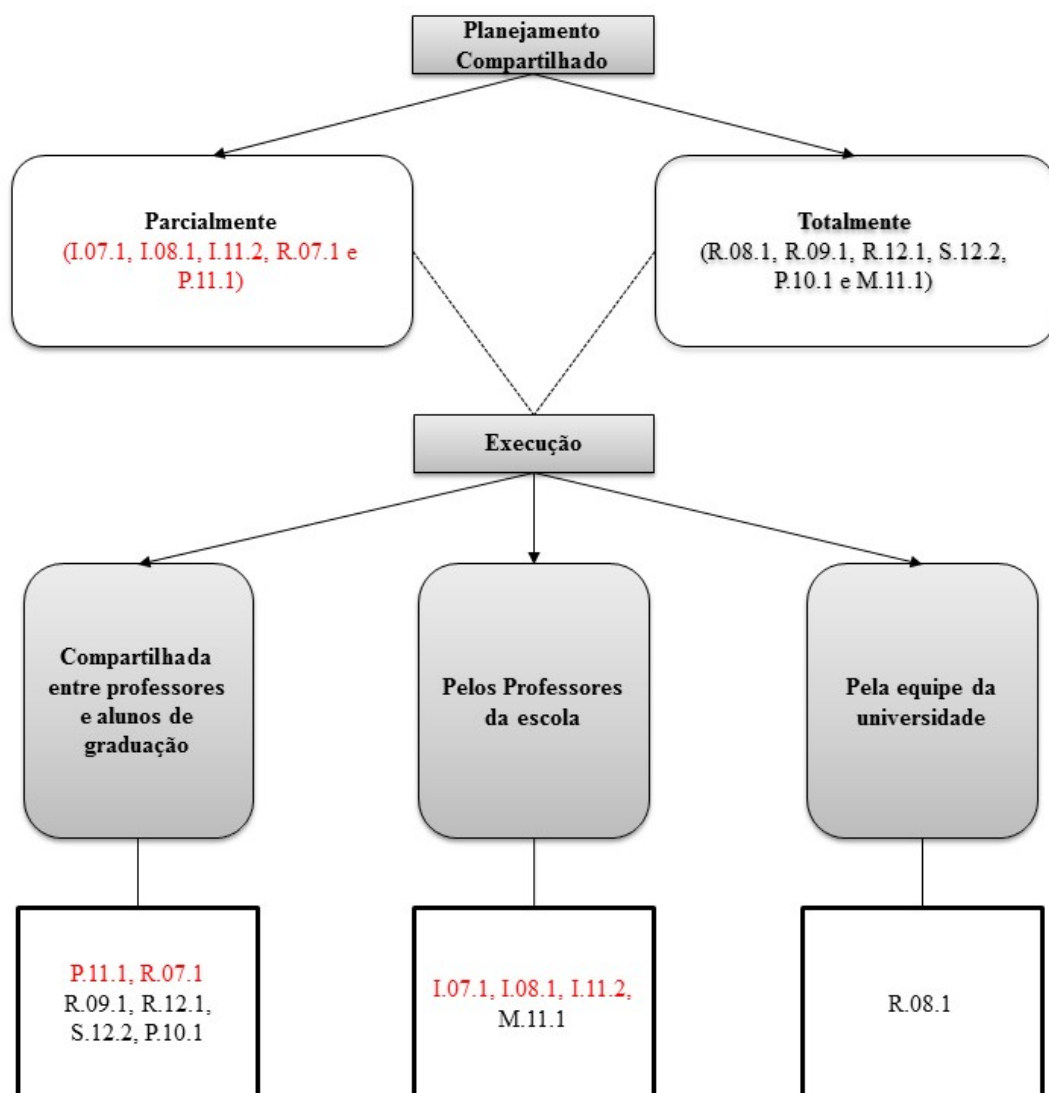 Planejamento
Compartilhado
Parcialmente
(I.07.1, I.08.1, I.11.2, R.07.1 e
P.11.1)
Totalmente
(R.08.1, R.09.1, R.12.1, S.12.2,
P.10.1 e M.11.1)
Execução
Compartilhada
entre professores
e alunos de
graduação
Pelos Professores
da escola
Pela equipe da
universidade
P.11.1, R.07.1
R.09.1, R.12.1,
S.12.2, P.10.1
I.07.1, I.08.1, I.11.2,
M.11.1
R.08.1